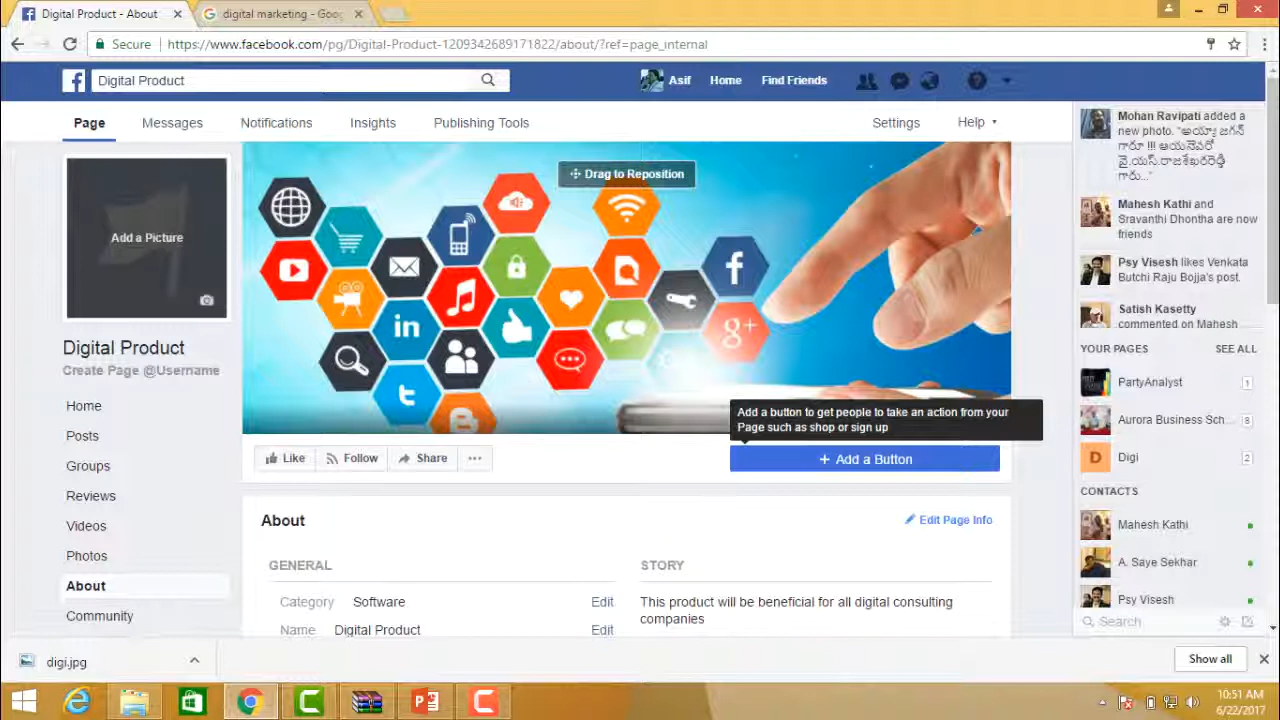 Digital Product - About
digital marketing - Goo
Secure
https://www.facebook.com/pg/Digital-Product-1209342689171822/about/?ref=page_internal
Digital Product
Asif
Home
Find Friends
Page
Messages
Notifications
Insights
Publishing Tools
Settings
Help
Add a Picture
Drag to Reposition
in
f
g+
Digital Product
Create Page @Username
Home
Posts
Groups
Reviews
Videos
Photos
About
Community
Add a button to get people to take an action from your
Page such as shop or sign up
Like
Follow
Share
+ Add a Button
About
Edit Page Info
GENERAL
Category
Software
Edit
Name
Digital Product
Edit
STORY
This product will be beneficial for all digital consulting
companies
Mohan Ravipati added a
new photo. "అయ్యా జగన్
గారూ !!! ఆయనెవరో
వై.యస్.రాజశేఖరరెడ్డి
గారు..."
Mahesh Kathi and
Sravanthi Dhontha are now
friends
Psy Visesh likes Venkata
Butchi Raju Bojja's post.
Satish Kasetty
commented on Mahesh
YOUR PAGES
SEE ALL
PartyAnalyst
1
Aurora Business Sch...
8
D
Digi
2
CONTACTS
Mahesh Kathi
A. Saye Sekhar
Psy Visesh
Search
digi.jpg
Show all
10:51 AM
6/22/2017